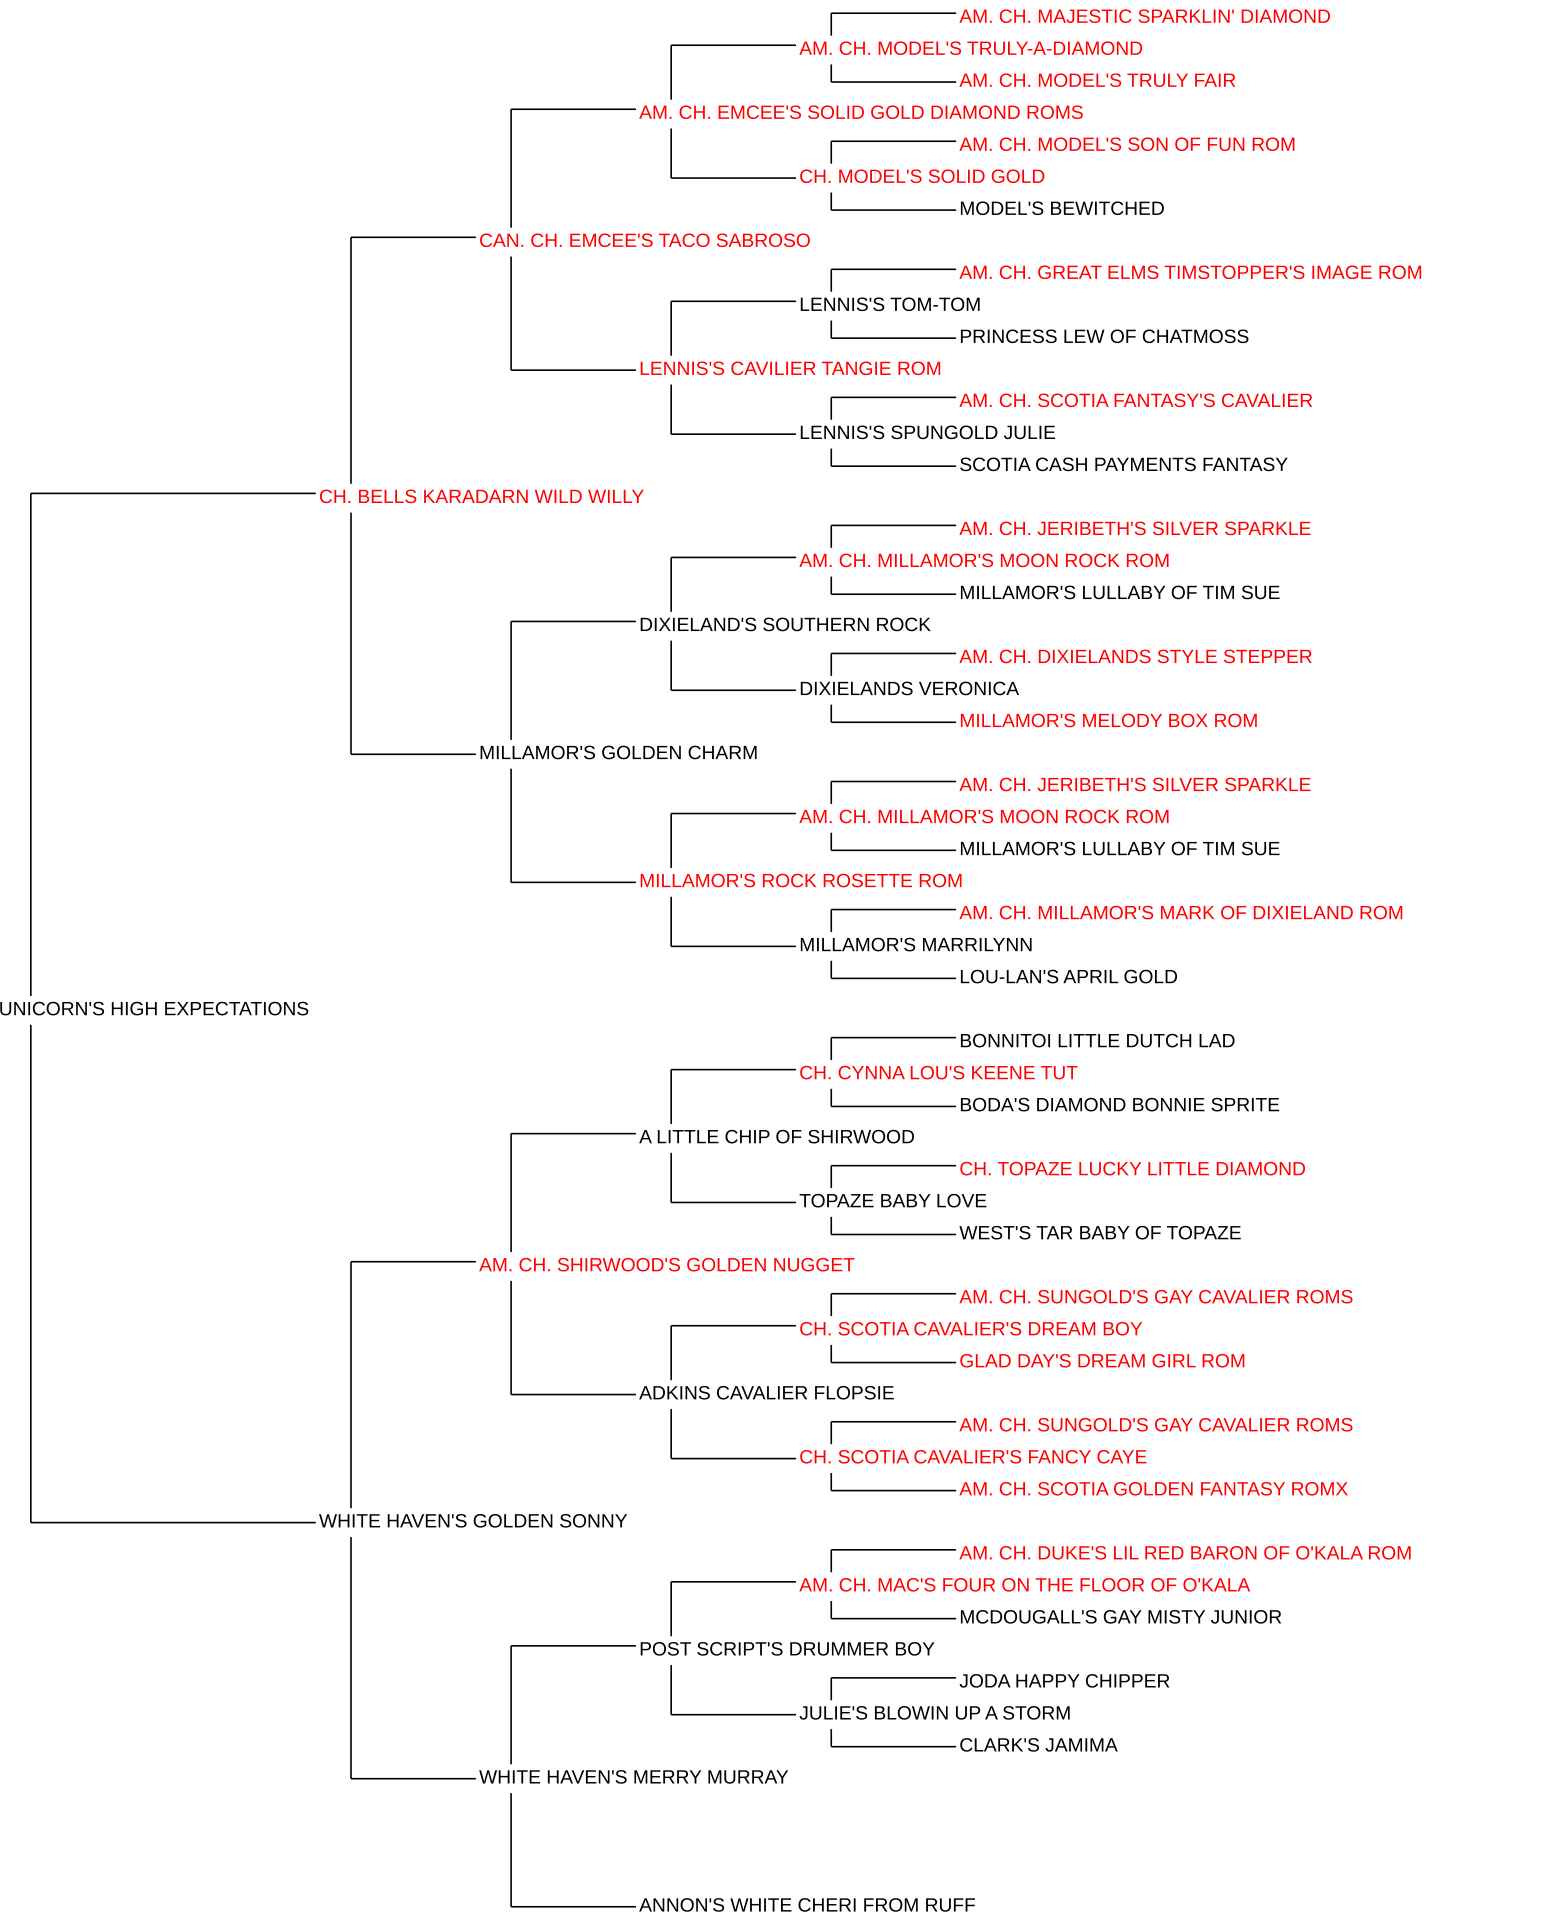 AM. CH. MAJESTIC SPARKLIN' DIAMOND
AM. CH. MODEL'S TRULY-A-DIAMOND
AM. CH. MODEL'S TRULY FAIR
AM. CH. EMCEE'S SOLID GOLD DIAMOND ROMS
AM. CH. MODEL'S SON OF FUN ROM
CH. MODEL'S SOLID GOLD
MODEL'S BEWITCHED
CAN. CH. EMCEE'S TACO SABROSO
AM. CH. GREAT ELMS TIMSTOPPER'S IMAGE ROM
LENNIS'S TOM-TOM
PRINCESS LEW OF CHATMOSS
LENNIS'S CAVILIER TANGIE ROM
AM. CH. SCOTIA FANTASY'S CAVALIER
LENNIS'S SPUNGOLD JULIE
SCOTIA CASH PAYMENTS FANTASY
CH. BELLS KARADARN WILD WILLY
AM. CH. JERIBETH'S SILVER SPARKLE
AM. CH. MILLAMOR'S MOON ROCK ROM
MILLAMOR'S LULLABY OF TIM SUE
DIXIELAND'S SOUTHERN ROCK
AM. CH. DIXIELANDS STYLE STEPPER
DIXIELANDS VERONICA
MILLAMOR'S MELODY BOX ROM
MILLAMOR'S GOLDEN CHARM
AM. CH. JERIBETH'S SILVER SPARKLE
AM. CH. MILLAMOR'S MOON ROCK ROM
MILLAMOR'S LULLABY OF TIM SUE
MILLAMOR'S ROCK ROSETTE ROM
AM. CH. MILLAMOR'S MARK OF DIXIELAND ROM
MILLAMOR'S MARRILYNN
LOU-LAN'S APRIL GOLD
UNICORN'S HIGH EXPECTATIONS
BONNITOI LITTLE DUTCH LAD
CH. CYNNA LOU'S KEENE TUT
BODA'S DIAMOND BONNIE SPRITE
A LITTLE CHIP OF SHIRWOOD
CH. TOPAZE LUCKY LITTLE DIAMOND
TOPAZE BABY LOVE
WEST'S TAR BABY OF TOPAZE
AM. CH. SHIRWOOD'S GOLDEN NUGGET
AM. CH. SUNGOLD'S GAY CAVALIER ROMS
CH. SCOTIA CAVALIER'S DREAM BOY
GLAD DAY'S DREAM GIRL ROM
ADKINS CAVALIER FLOPSIE
AM. CH. SUNGOLD'S GAY CAVALIER ROMS
CH. SCOTIA CAVALIER'S FANCY CAYE
AM. CH. SCOTIA GOLDEN FANTASY ROMX
WHITE HAVEN'S GOLDEN SONNY
AM. CH. DUKE'S LIL RED BARON OF O'KALA ROM
AM. CH. MAC'S FOUR ON THE FLOOR OF O'KALA
MCDOUGALL'S GAY MISTY JUNIOR
POST SCRIPT'S DRUMMER BOY
JODA HAPPY CHIPPER
JULIE'S BLOWIN UP A STORM
CLARK'S JAMIMA
WHITE HAVEN'S MERRY MURRAY
ANNON'S WHITE CHERI FROM RUFF